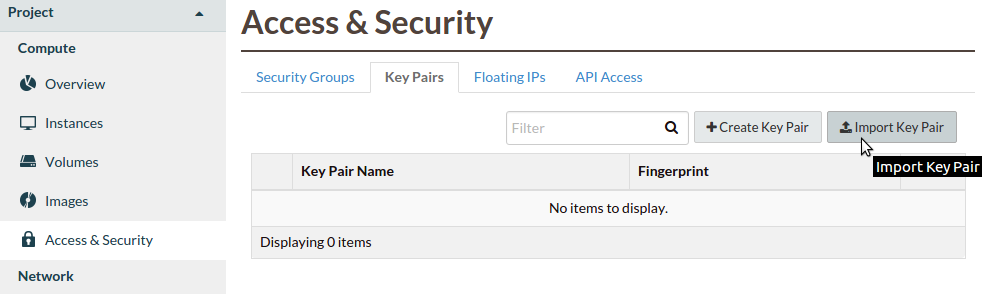 Project
Compute
Overview
Instances
Volumes
Images
Access & Security
Network
Access & Security
Security Groups
Key Pairs
Floating IPs
API Access
Filter
Create Key Pair
Import Key Pair
Import Key Pair
Key Pair Name
Fingerprint
No items to display.
Displaying 0 items